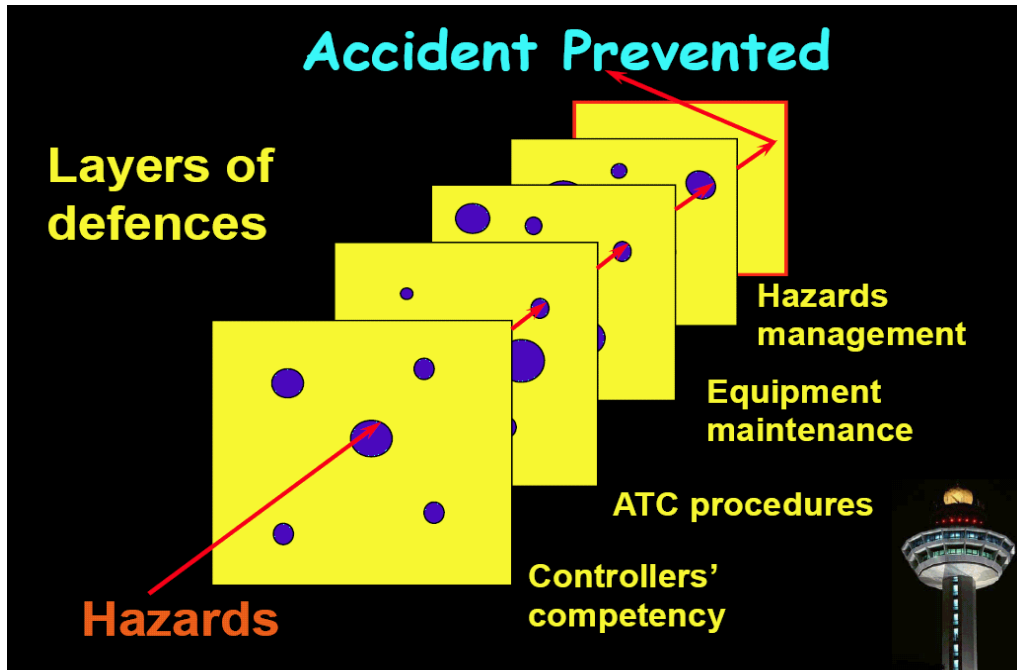 Accident Prevented
Layers of
defences
Hazards
management
Equipment
maintenance
ATC procedures
Controllers’
competency
Hazards